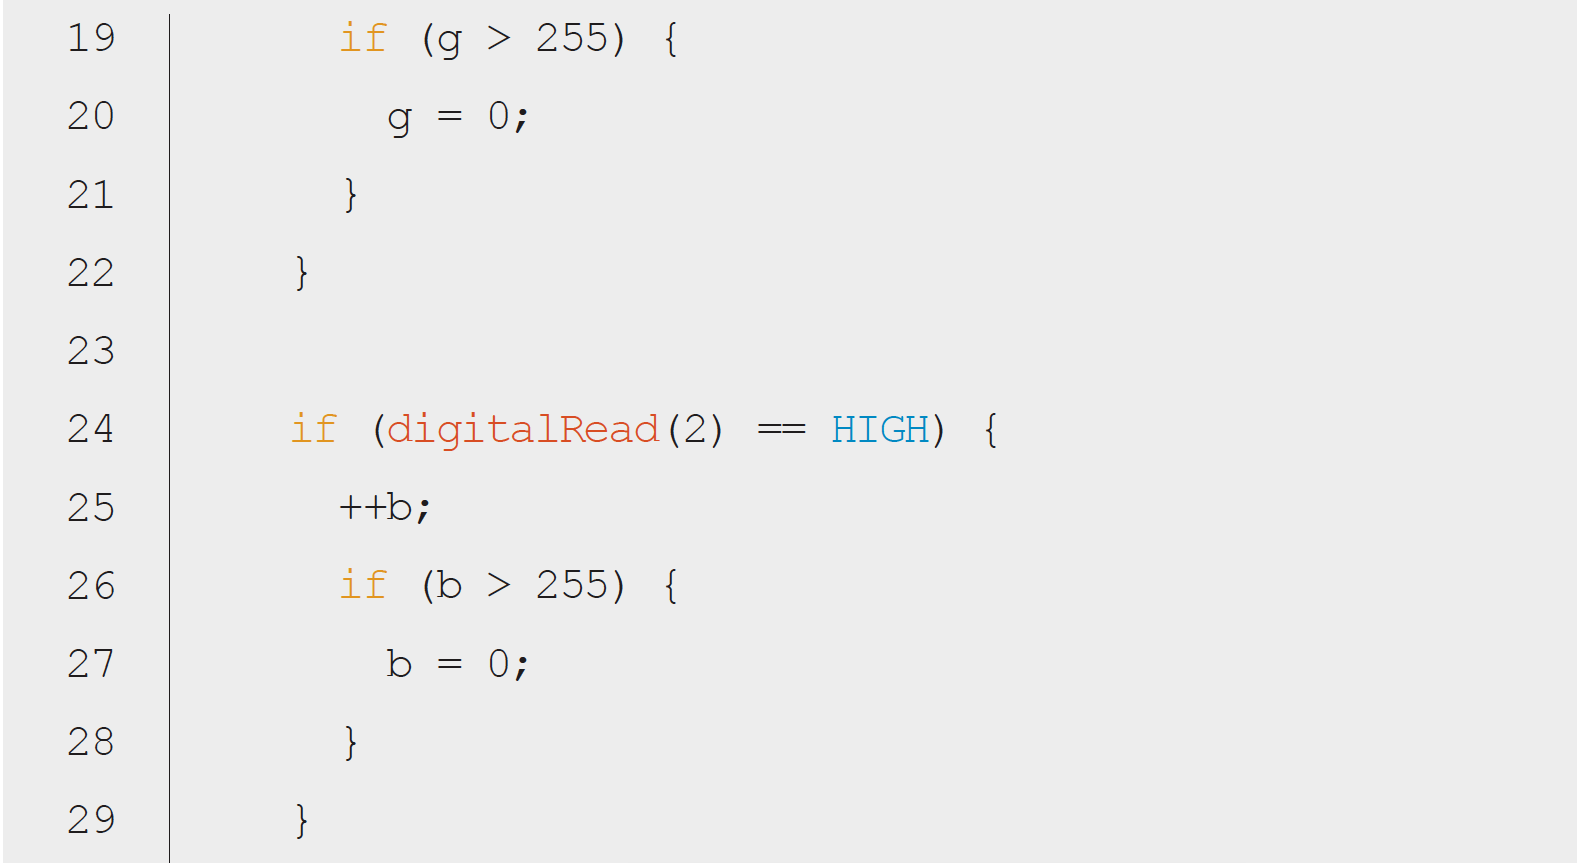 19 if (g > 255) {
20 g = 0;
21 }
22 }
23
24 if (digitalRead(2) == HIGH) {
25 ++b;
26 if (b > 255) {
27 b = 0;
28 }
29 }